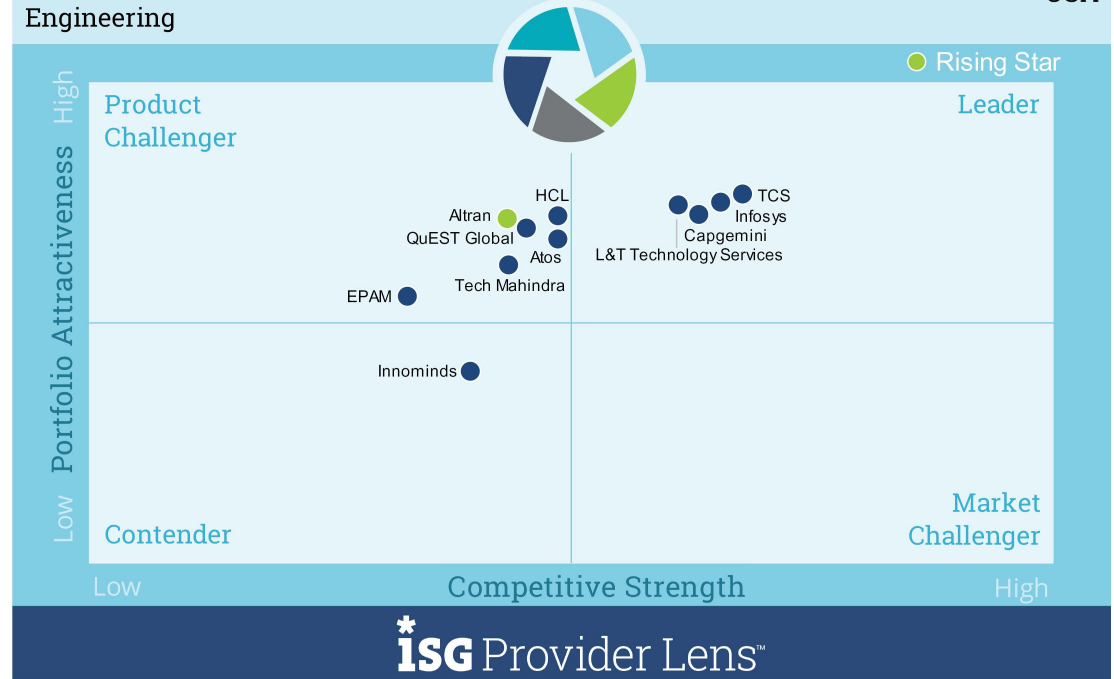 Engineering
Rising Star
High
Product
Challenger
Leader
HCL
TCS
Altran
Infosys
QuEST Global
Capgemini
Atos
L&T Technology Services
Tech Mahindra
EPAM
Portfolio Attractiveness
Innominds
Low
Contender
Market
Challenger
Low
Competitive Strength
High
ISG Provider Lens™